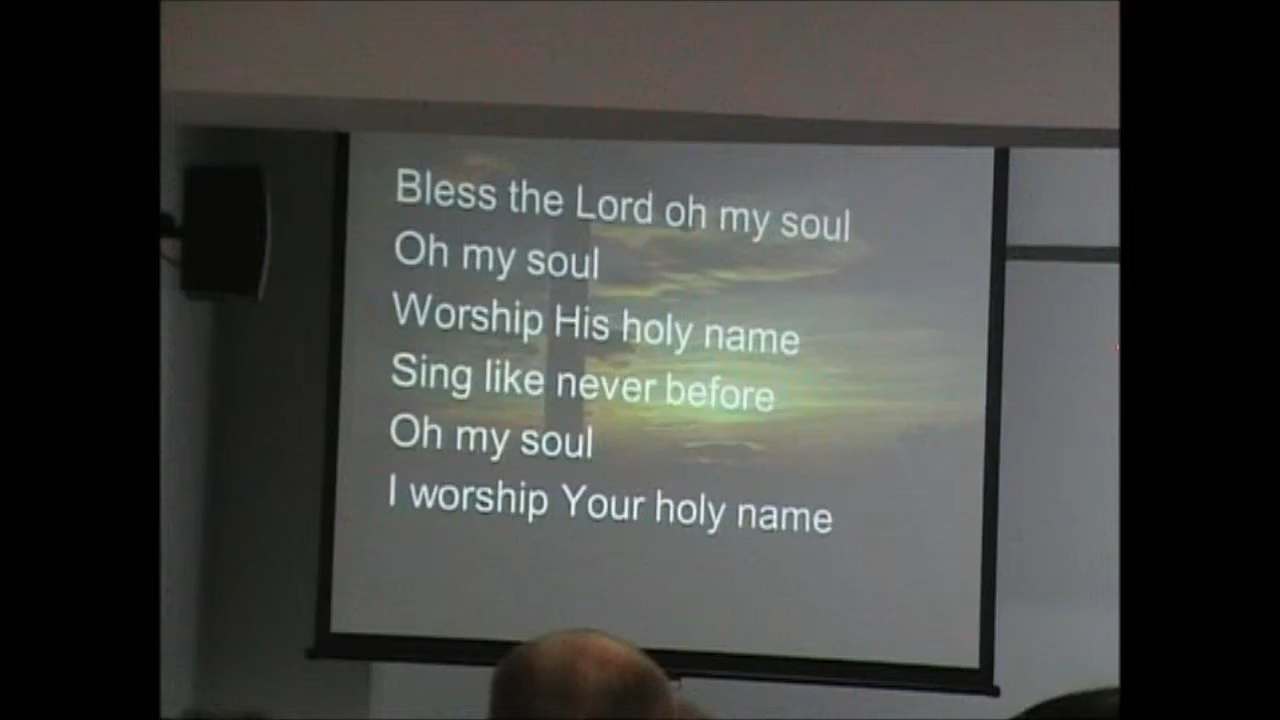 Bless the Lord oh my soul
Oh my soul
Worship His holy name
Sing like never before
Oh my soul
I worship Your holy name